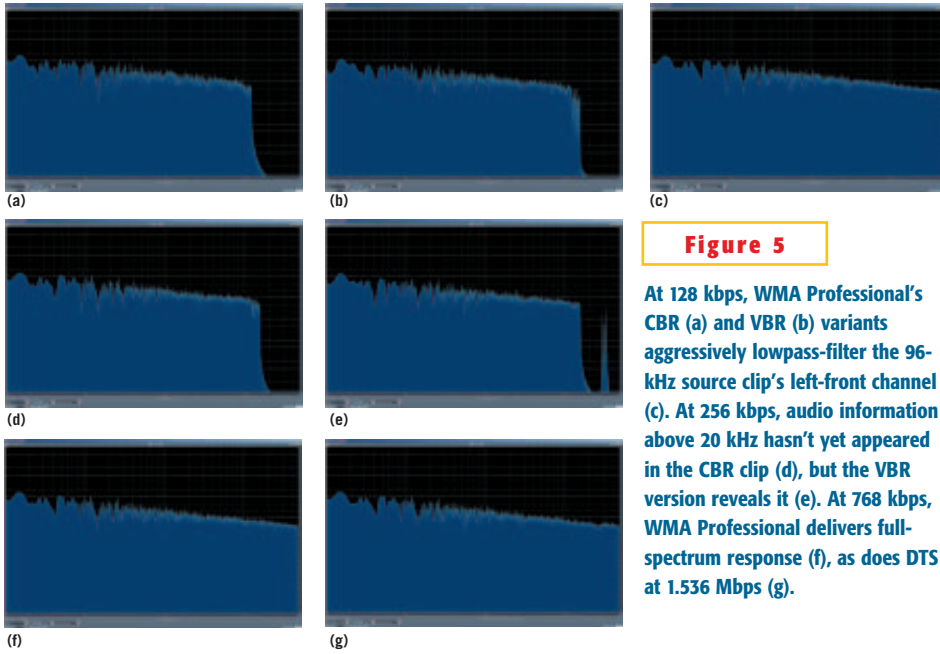 (a)
(b)
(c)
Figure 5
At 128 kbps, WMA Professional's
CBR (a) and VBR (b) variants
aggressively lowpass-filter the 96-
kHz source clip's left-front channel
(c). At 256 kbps, audio information
above 20 kHz hasn't yet appeared
in the CBR clip (d), but the VBR
version reveals it (e). At 768 kbps,
WMA Professional delivers full-
spectrum response (f), as does DTS
at 1.536 Mbps (g).
(d)
(e)
(f)
(g)